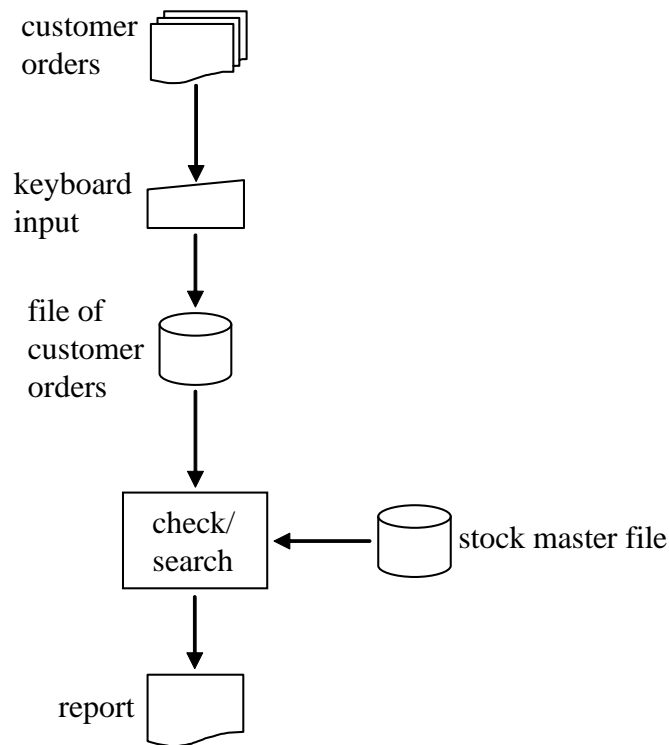 customer
orders
keyboard
input
file of
customer
orders
check/
search
stock master file
report